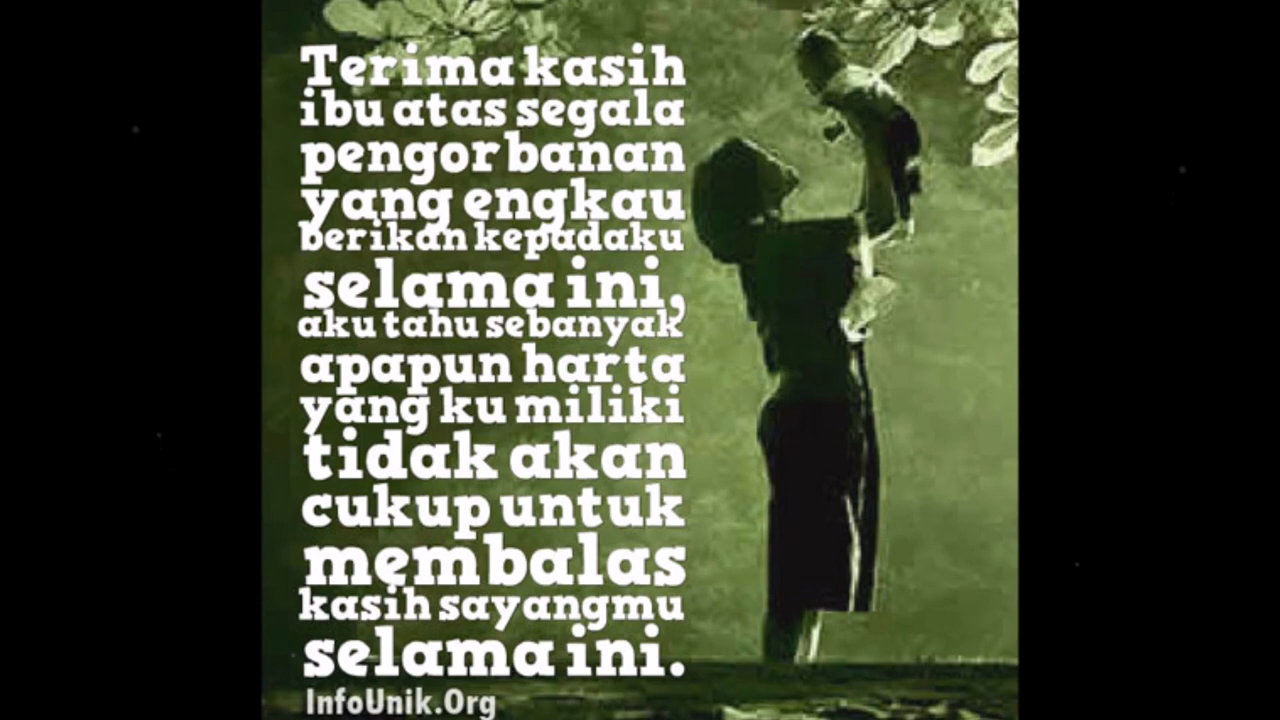 Terima kasih
ibu atas segala
pengorbanan
yang engkau
berikan kepadaku
selama ini,
aku tahu sebanyak
apapun harta
yang ku miliki
tidak akan
cukup untuk
membalas
kasih sayangmu
selama ini.
InfoUnik.Org